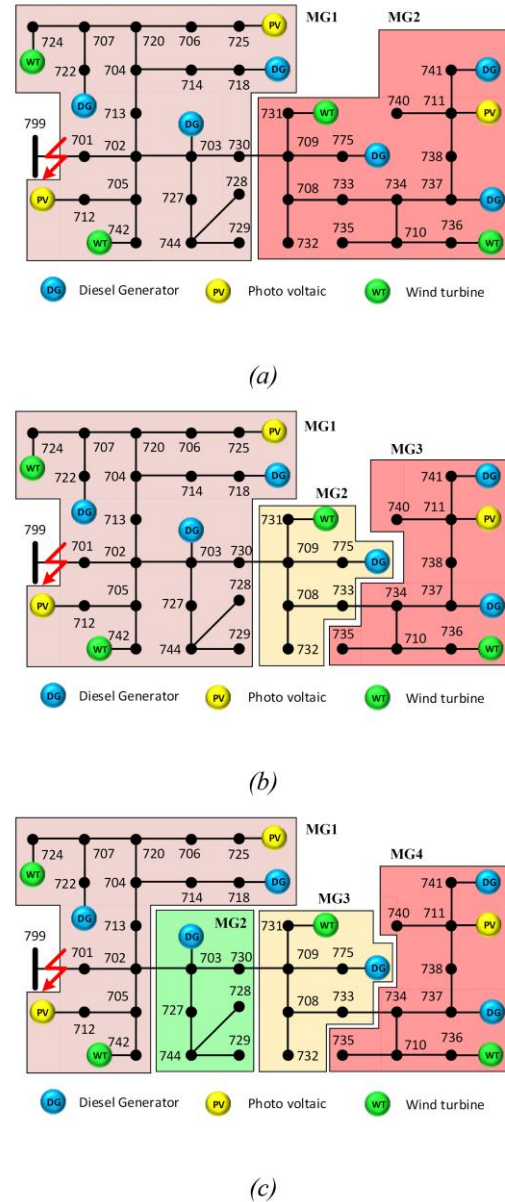 PV MG1 MG2
724 707 720 706 725
WT 722 704 DG 741 DG
DG 714 718 740 711
799 713 DG 731 WT PV
701 702 703 730 709 775 738
728 DG
705 727 708 733 734 737
PV 712 DG
WT 742 744 729 732 735 710 736 WT
DG Diesel Generator PV Photo voltaic WT Wind turbine
(a)
PV MG1
724 707 720 706 725 MG3
WT 722 704 DG 741 DG
DG 714 718 MG2 740 711
799 713 DG 731 WT PV
701 702 703 730 709 775 738
728 DG
705 727 708 733 734 737
PV 712 DG
WT 742 744 729 732 735 710 736 WT
DG Diesel Generator PV Photo voltaic WT Wind turbine
(b)
PV MG1
724 707 720 706 725 MG4
WT 722 704 DG 741 DG
DG 714 718 740 711
799 713 MG2 MG3 PV
DG 731 WT
701 702 703 730 709 775 738
728 DG
705 727 708 733 734 737
PV 712 DG
WT 742 744 729 732 735 710 736 WT
DG Diesel Generator PV Photo voltaic WT Wind turbine
(c)